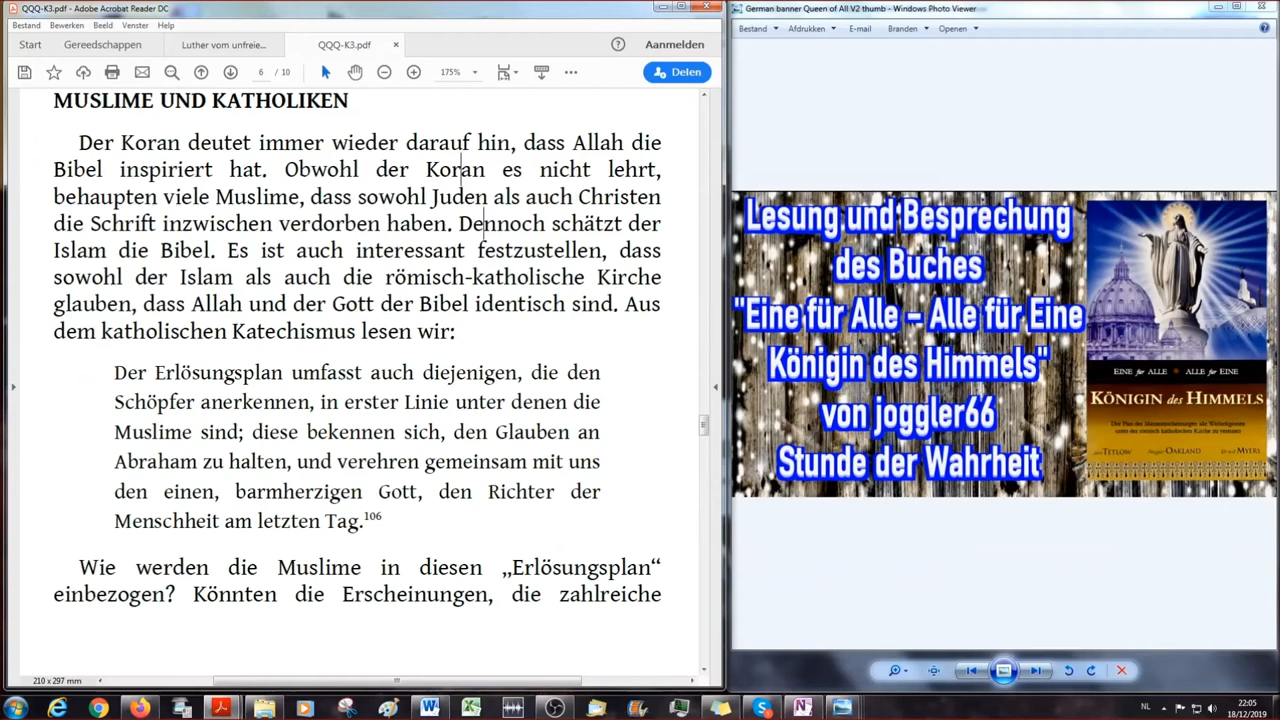 QQQ-K3.pdf - Adobe Acrobat Reader DC
Bestand Bewerken Beeld Venster Help
Start Gereedschappen Luther vom unfreie... QQQ-K3.pdf × Aanmelden
6 / 10 175% Delen
MUSLIME UND KATHOLIKEN
Der Koran deutet immer wieder darauf hin, dass Allah die
Bibel inspiriert hat. Obwohl der Koran es nicht lehrt,
behaupten viele Muslime, dass sowohl Juden als auch Christen
die Schrift inzwischen verdorben haben. Dennoch schätzt der
Islam die Bibel. Es ist auch interessant festzustellen, dass
sowohl der Islam als auch die römisch-katholische Kirche
glauben, dass Allah und der Gott der Bibel identisch sind. Aus
dem katholischen Katechismus lesen wir:
Der Erlösungsplan umfasst auch diejenigen, die den
Schöpfer anerkennen, in erster Linie unter denen die
Muslime sind; diese bekennen sich, den Glauben an
Abraham zu halten, und verehren gemeinsam mit uns
den einen, barmherzigen Gott, den Richter der
Menschheit am letzten Tag.106
Wie werden die Muslime in diesen „Erlösungsplan“
einbezogen? Könnten die Erscheinungen, die zahlreiche
210 x 297 mm
German banner Queen of All V2 thumb - Windows Photo Viewer
Bestand Afdrukken E-mail Branden Openen
Lesung und Besprechung
des Buches
"Eine für Alle – Alle für Eine
Königin des Himmels"
von joggler66
Stunde der Wahrheit
EINE für ALLE • ALLE für EINE
KÖNIGIN des HIMMELS
Jim TETLOW Roger OAKLAND Brad MYERS
NL 22:05
18/12/2019